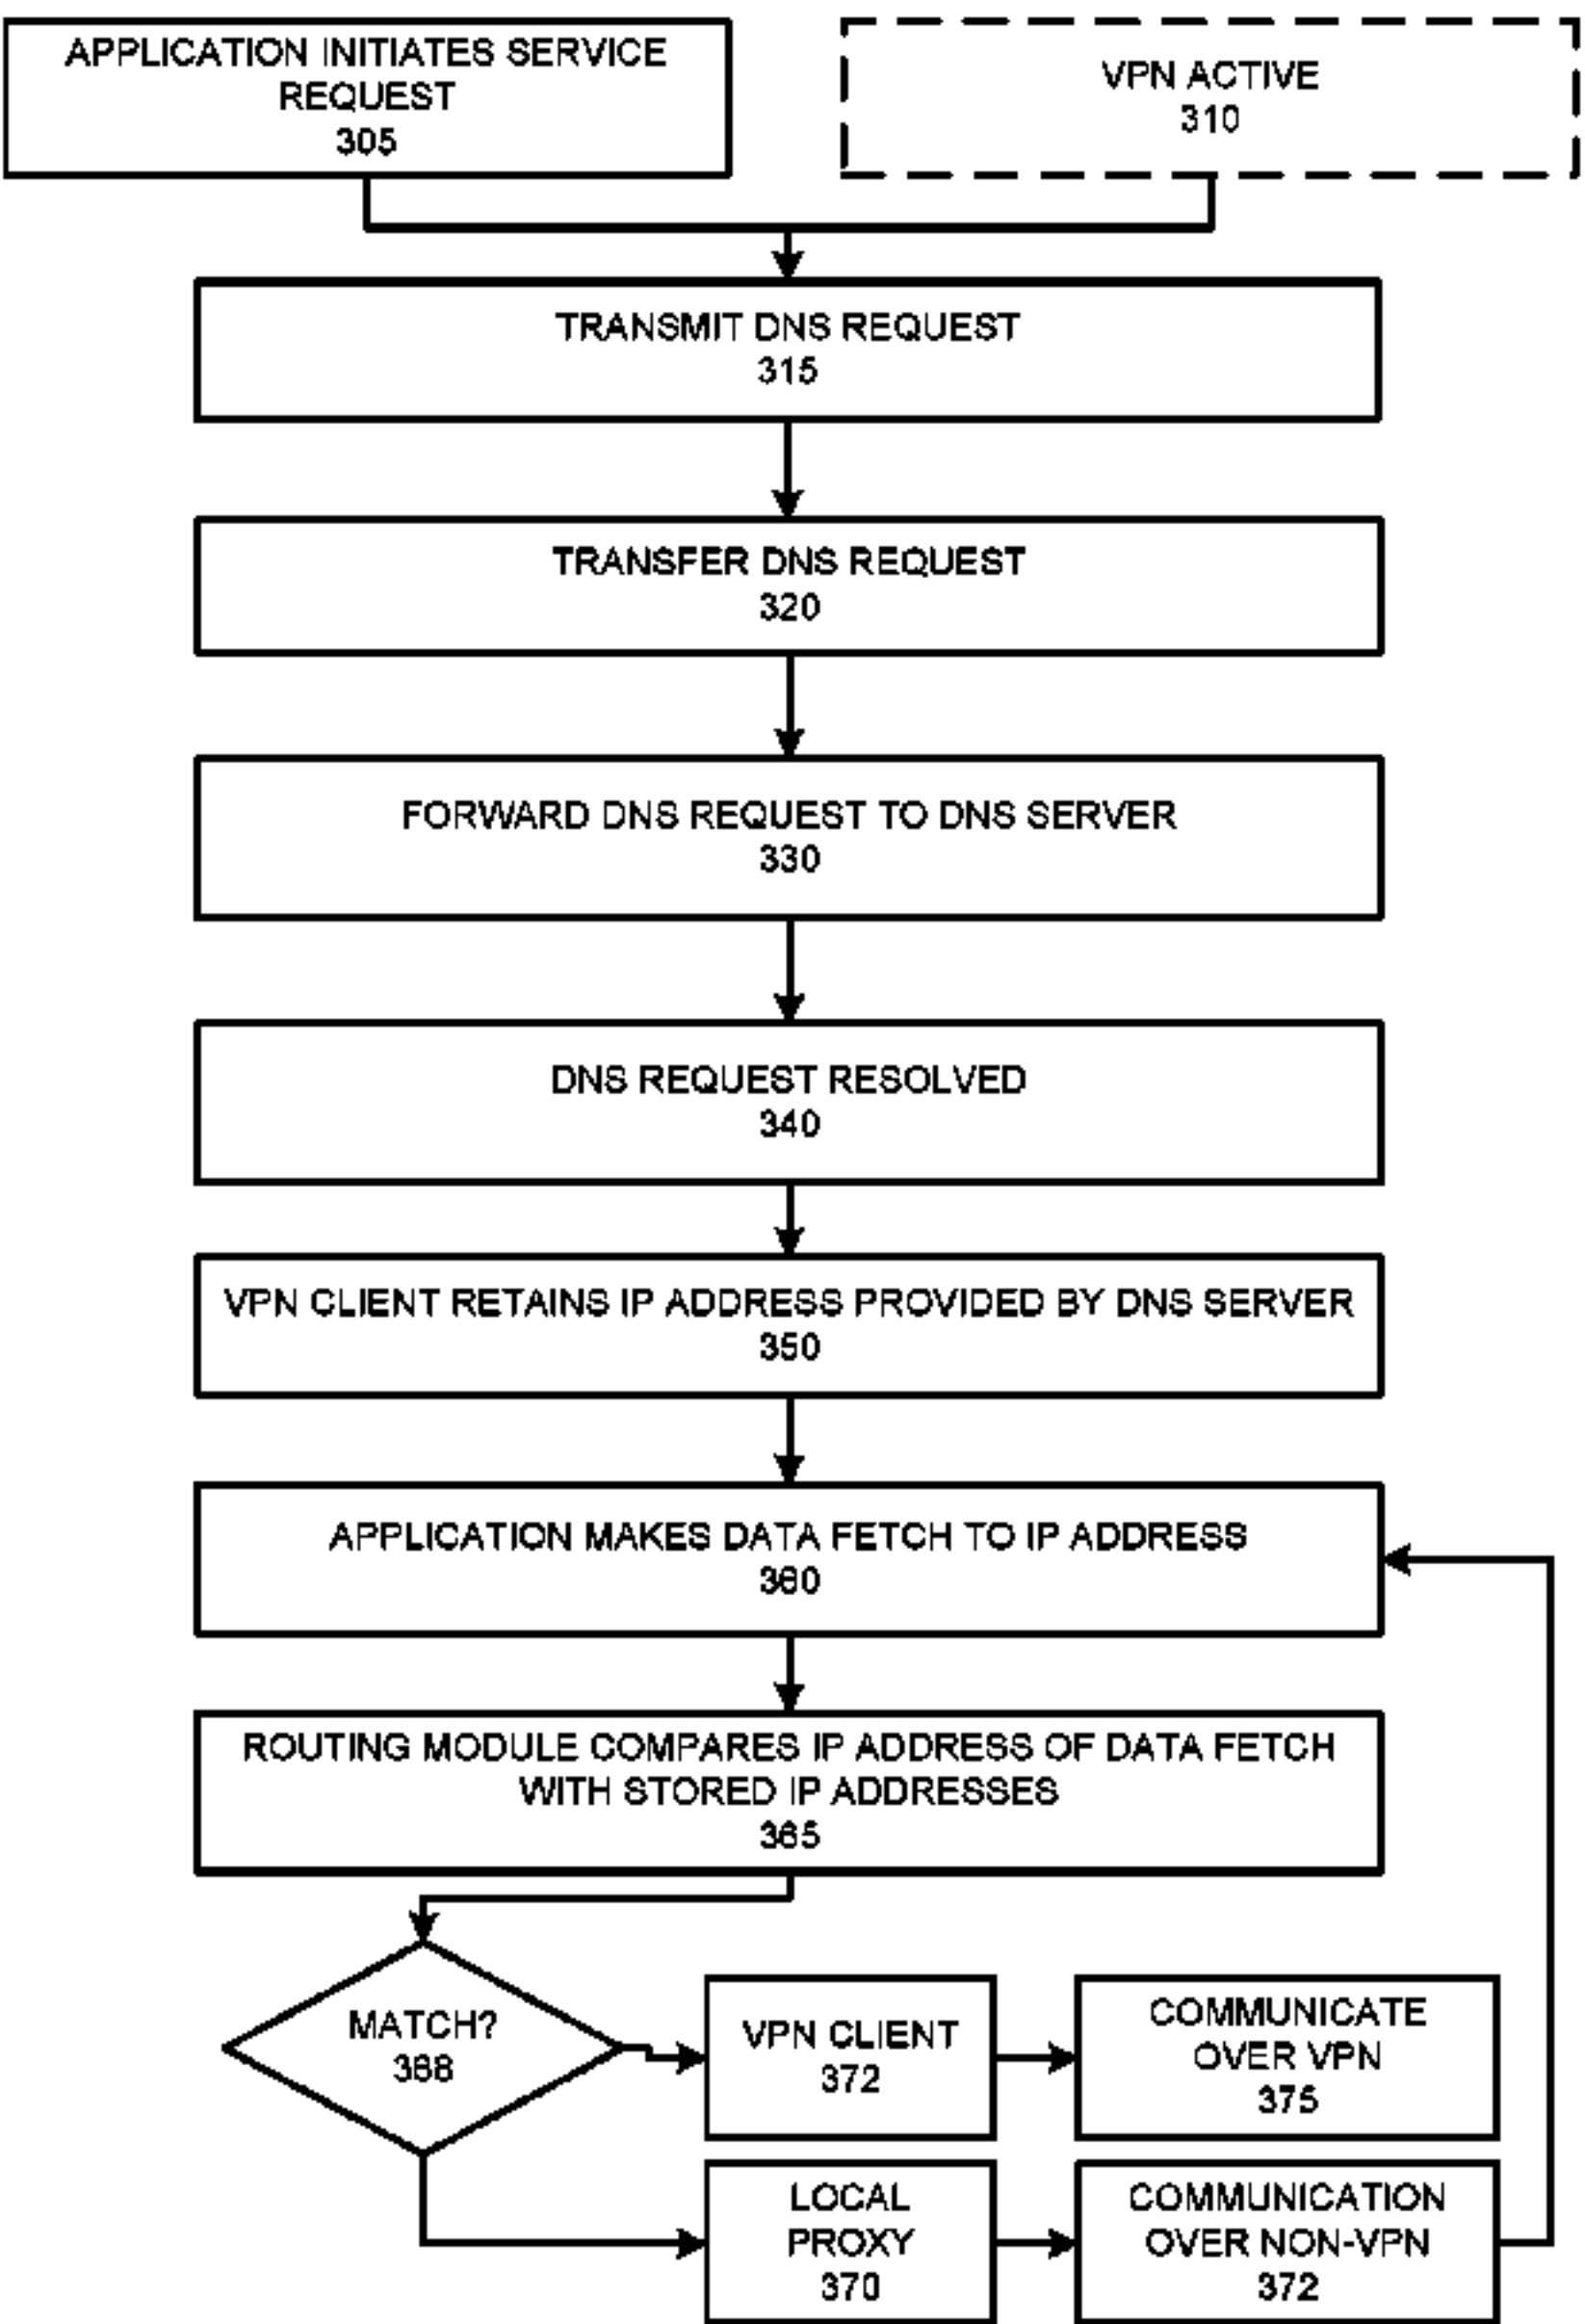 APPLICATION INITIATES SERVICE
REQUEST
305
VPN ACTIVE
310
TRANSMIT DNS REQUEST
315
TRANSFER DNS REQUEST
320
FORWARD DNS REQUEST TO DNS SERVER
330
DNS REQUEST RESOLVED
340
VPN CLIENT RETAINS IP ADDRESS PROVIDED BY DNS SERVER
350
APPLICATION MAKES DATA FETCH TO IP ADDRESS
360
ROUTING MODULE COMPARES IP ADDRESS OF DATA FETCH
WITH STORED IP ADDRESSES
365
MATCH?
368
VPN CLIENT
372
COMMUNICATE
OVER VPN
375
LOCAL
PROXY
370
COMMUNICATION
OVER NON-VPN
372